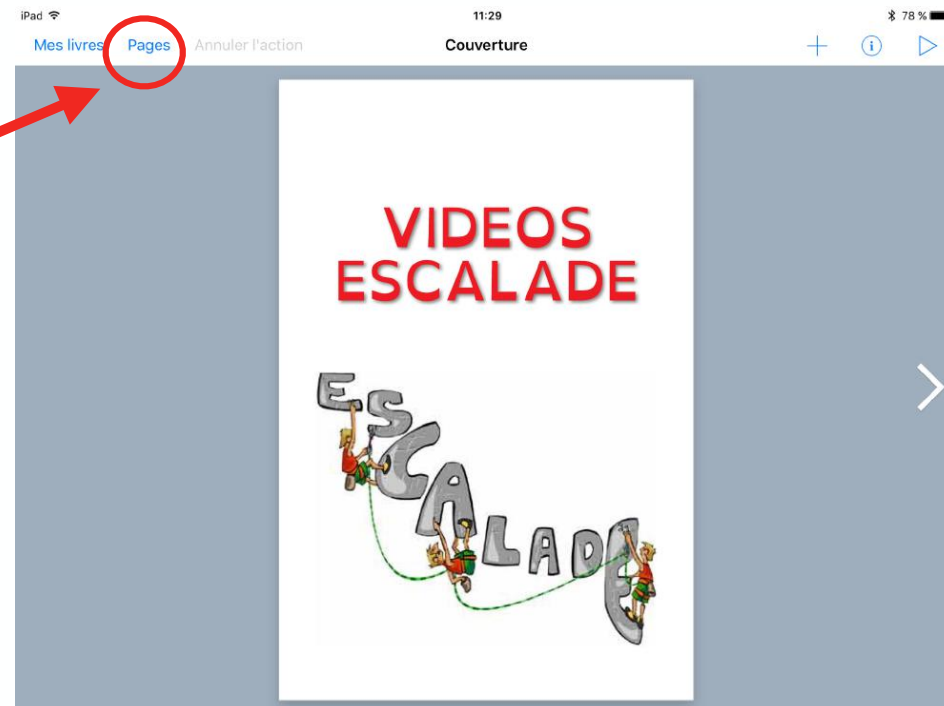 iPad 11:29 78 %
Mes livres Pages Annuler l'action Couverture
VIDEOS
ESCALADE
ESCALADE